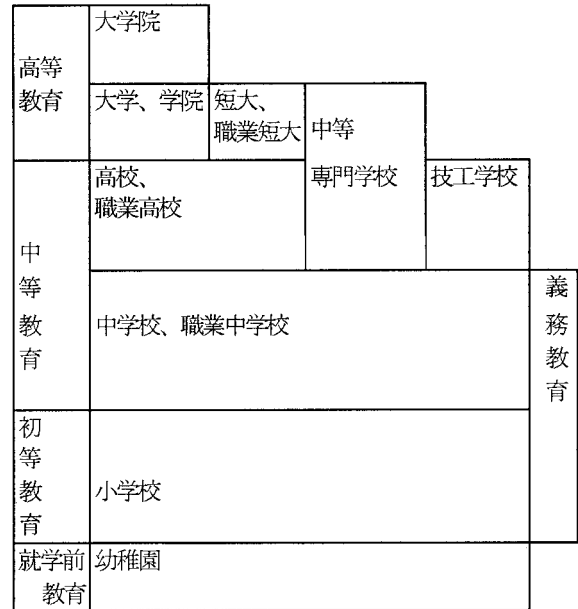 大学院
高等
教育
大学、学院
短大、
職業短大
中等
専門学校
高校、
職業高校
技工学校
中
等
教
育
中学校、職業中学校
義
務
教
育
初
等
教
育
小学校
就学前
教育
幼稚園